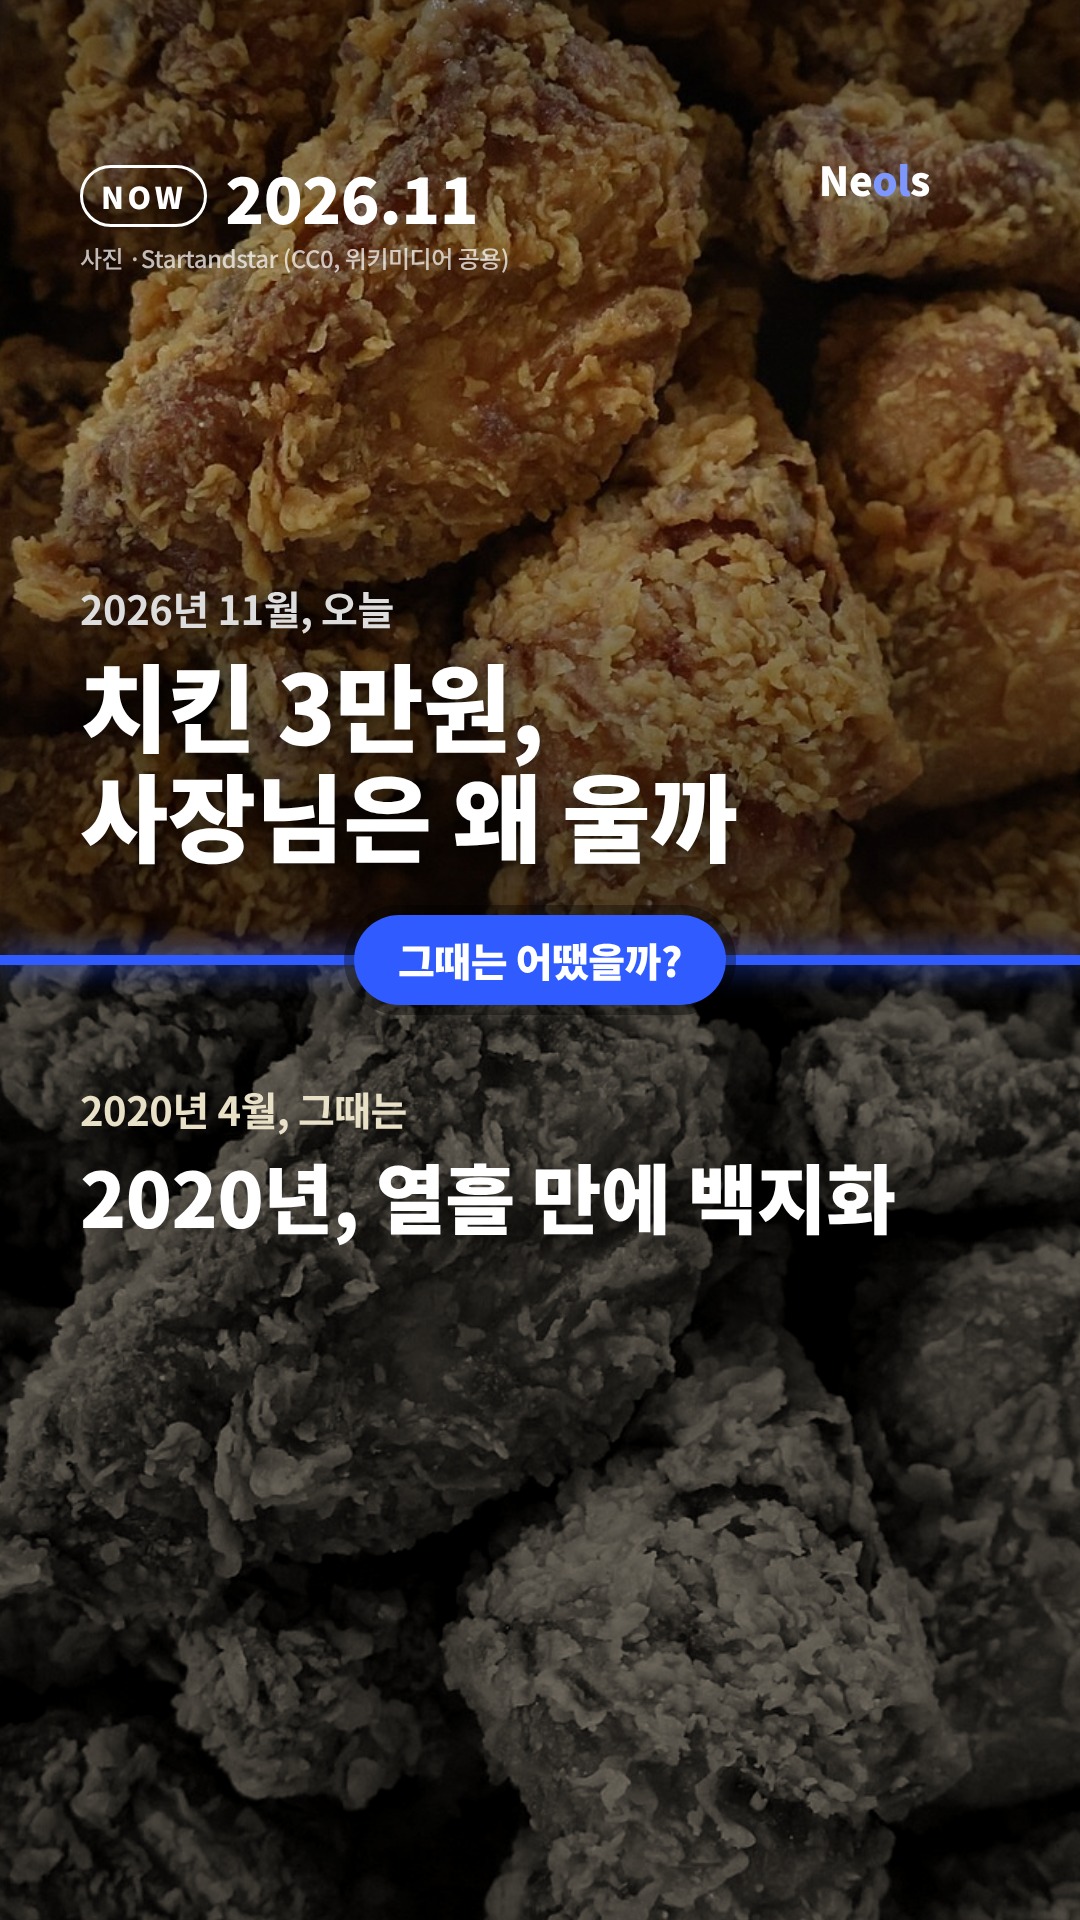 NOW 2026.11
Neols
사진 · Startandstar (CC0, 위키미디어 공용)
2026년 11월, 오늘
치킨 3만원,
사장님은 왜 울까
그때는 어땠을까?
2020년 4월, 그때는
2020년, 열흘 만에 백지화